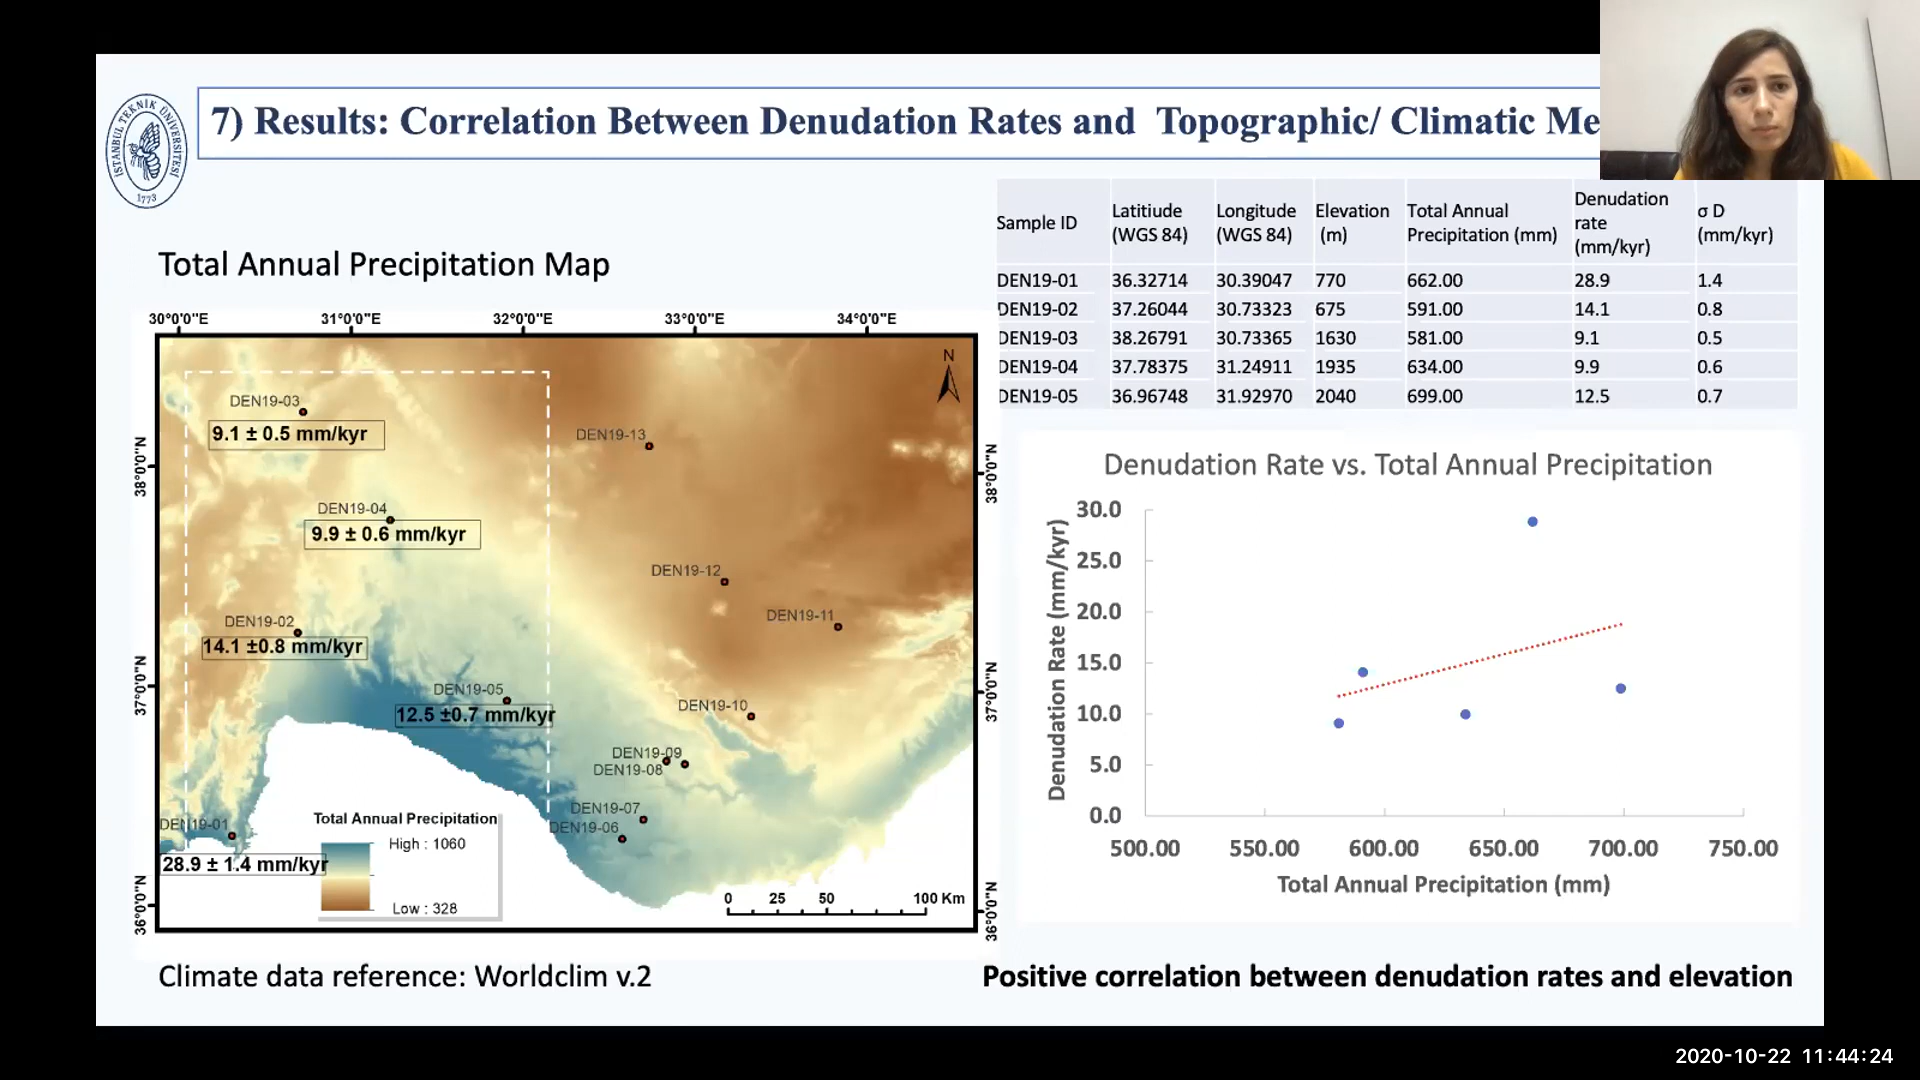 7) Results: Correlation Between Denudation Rates and Topographic/ Climatic Me
İSTANBUL TEKNİK ÜNİVERSİTESİ
1773
Total Annual Precipitation Map
30°0'0"E 31°0'0"E 32°0'0"E 33°0'0"E 34°0'0"E
38°0'0"N
37°0'0"N
36°0'0"N
38°0'0"N
37°0'0"N
36°0'0"N
N
DEN19-03
9.1 ± 0.5 mm/kyr
DEN19-13
DEN19-04
9.9 ± 0.6 mm/kyr
DEN19-12
DEN19-11
DEN19-02
14.1 ±0.8 mm/kyr
DEN19-05
12.5 ±0.7 mm/kyr
DEN19-10
DEN19-09
DEN19-08
DEN19-07
DEN19-06
DEN19-01
28.9 ± 1.4 mm/kyr
Total Annual Precipitation
High : 1060
Low : 328
0 25 50 100 Km
Climate data reference: Worldclim v.2
Sample ID Latitiude (WGS 84) Longitude (WGS 84) Elevation (m) Total Annual Precipitation (mm) Denudation rate (mm/kyr) σ D (mm/kyr)
DEN19-01 36.32714 30.39047 770 662.00 28.9 1.4
DEN19-02 37.26044 30.73323 675 591.00 14.1 0.8
DEN19-03 38.26791 30.73365 1630 581.00 9.1 0.5
DEN19-04 37.78375 31.24911 1935 634.00 9.9 0.6
DEN19-05 36.96748 31.92970 2040 699.00 12.5 0.7
Denudation Rate vs. Total Annual Precipitation
Denudation Rate (mm/kyr)
30.0
25.0
20.0
15.0
10.0
5.0
0.0
500.00 550.00 600.00 650.00 700.00 750.00
Total Annual Precipitation (mm)
Positive correlation between denudation rates and elevation
2020-10-22 11:44:24